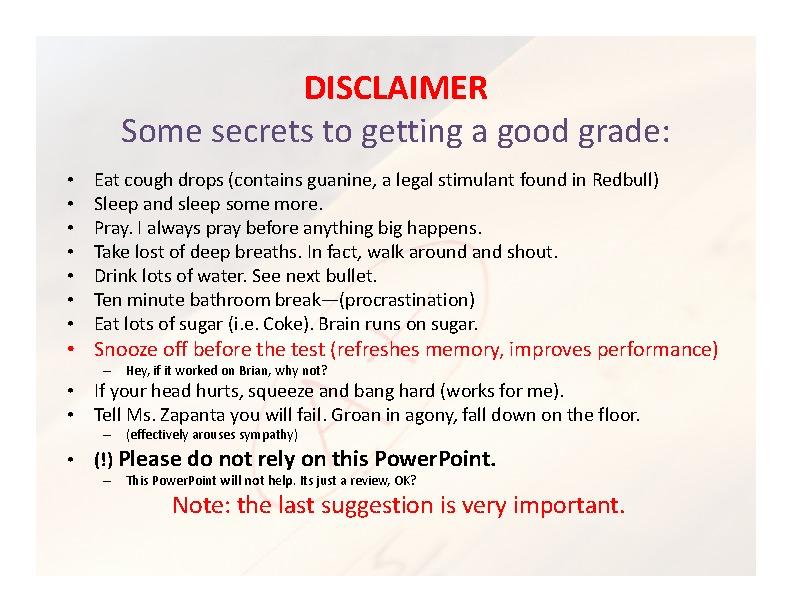 DISCLAIMER
Some secrets to getting a good grade:
• Eat cough drops (contains guanine, a legal stimulant found in Redbull)
• Sleep and sleep some more.
• Pray. I always pray before anything big happens.
• Take lost of deep breaths. In fact, walk around and shout.
• Drink lots of water. See next bullet.
• Ten minute bathroom break—(procrastination)
• Eat lots of sugar (i.e. Coke). Brain runs on sugar.
• Snooze off before the test (refreshes memory, improves performance)
– Hey, if it worked on Brian, why not?
• If your head hurts, squeeze and bang hard (works for me).
• Tell Ms. Zapanta you will fail. Groan in agony, fall down on the floor.
– (effectively arouses sympathy)
• (!) Please do not rely on this PowerPoint.
– This PowerPoint will not help. Its just a review, OK?
Note: the last suggestion is very important.